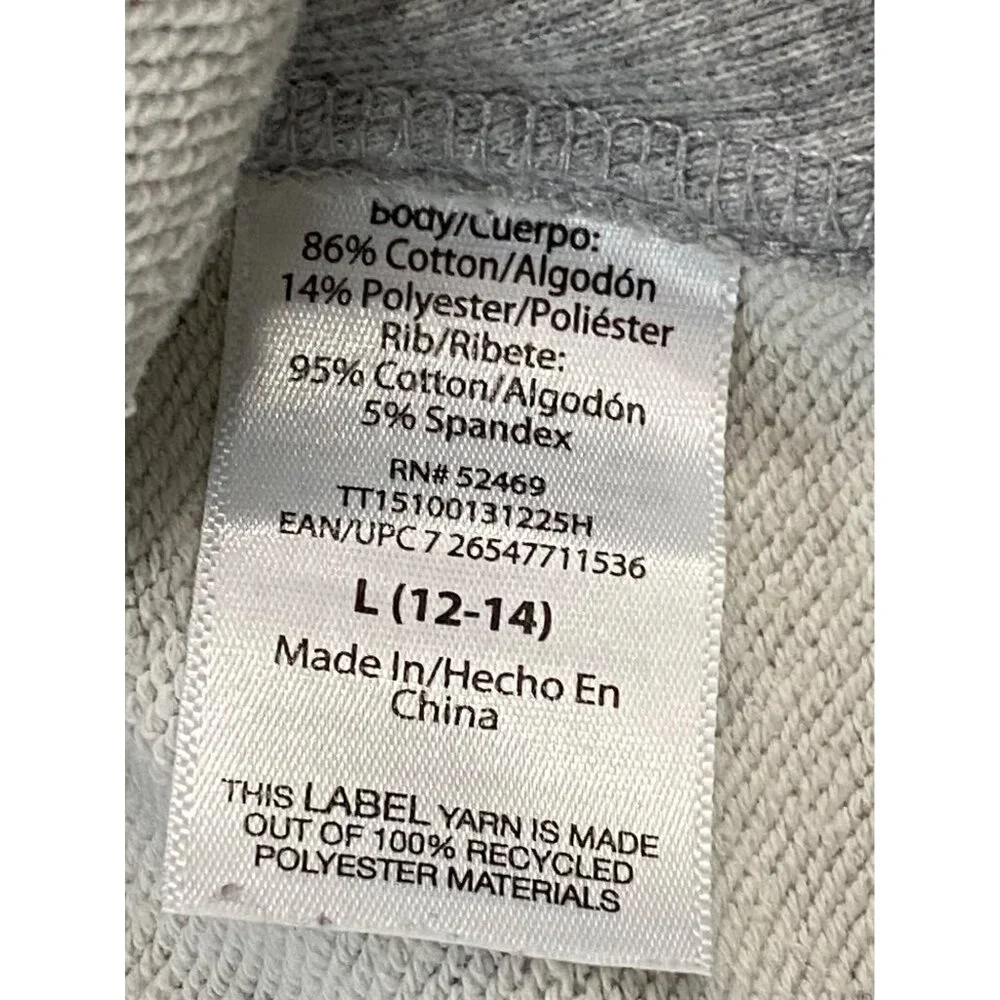 Body/Cuerpo:
86% Cotton/Algodón
14% Polyester/Poliéster
Rib/Ribete:
95% Cotton/Algodón
5% Spandex
RN# 52469
TT15100131225H
EAN/UPC 7 26547711536
L (12-14)
Made In/Hecho En
China
THIS LABEL YARN IS MADE
OUT OF 100% RECYCLED
POLYESTER MATERIALS